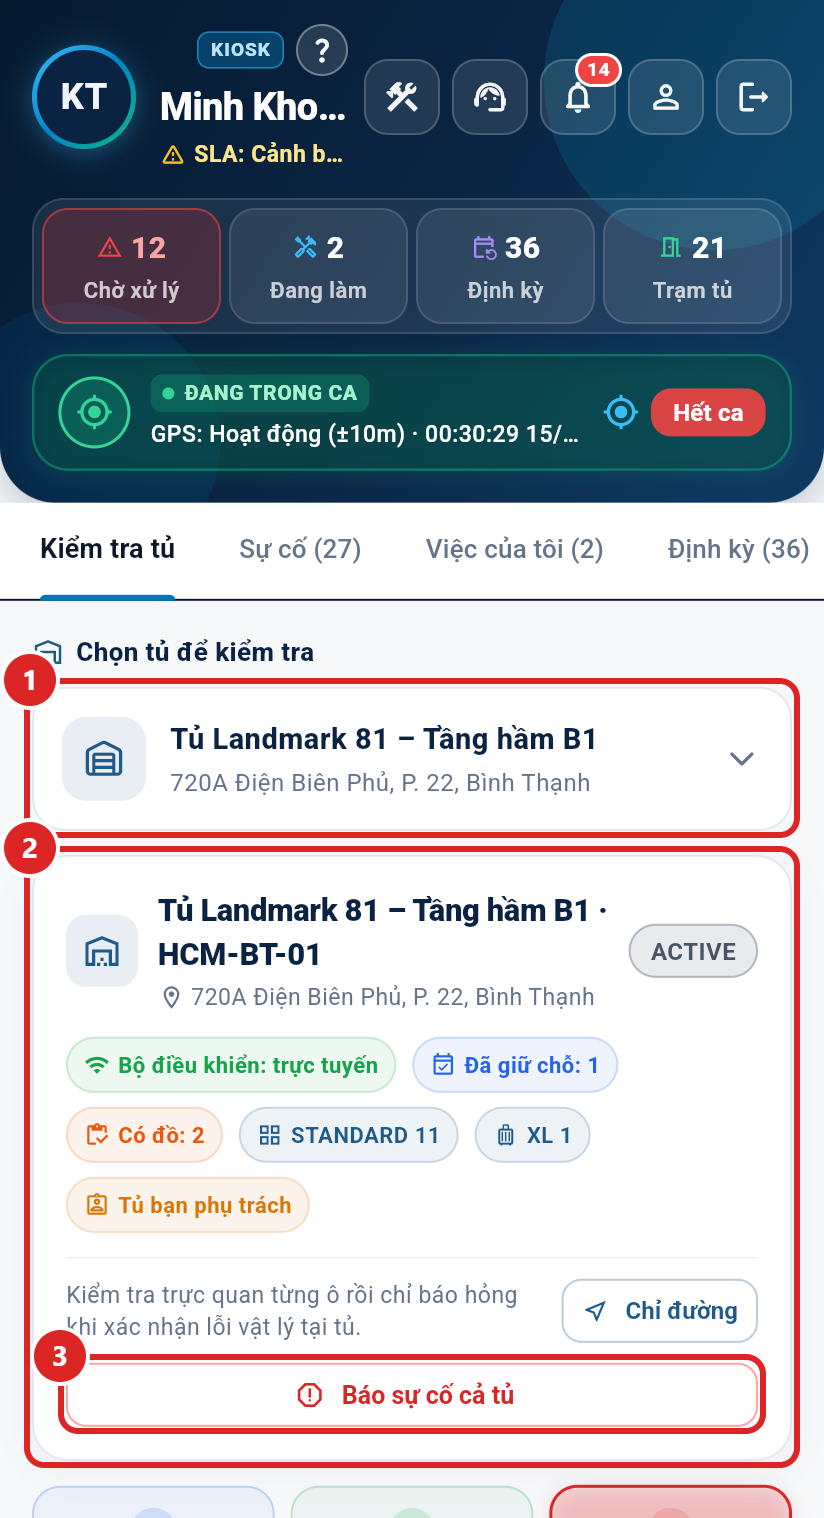 KT
KIOSK
?
Minh Kho...
SLA: Cảnh b...
14
12
Chờ xử lý
2
Đang làm
36
Định kỳ
21
Trạm tủ
ĐANG TRONG CA
GPS: Hoạt động (±10m) · 00:30:29 15/...
Hết ca
Kiểm tra tủ
Sự cố (27)
Việc của tôi (2)
Định kỳ (36)
Chọn tủ để kiểm tra
1
Tủ Landmark 81 – Tầng hầm B1
720A Điện Biên Phủ, P. 22, Bình Thạnh
2
Tủ Landmark 81 – Tầng hầm B1 ·
HCM-BT-01
ACTIVE
720A Điện Biên Phủ, P. 22, Bình Thạnh
Bộ điều khiển: trực tuyến
Đã giữ chỗ: 1
Có đồ: 2
STANDARD 11
XL 1
Tủ bạn phụ trách
Kiểm tra trực quan từng ô rồi chỉ báo hỏng
khi xác nhận lỗi vật lý tại tủ.
Chỉ đường
3
Báo sự cố cả tủ